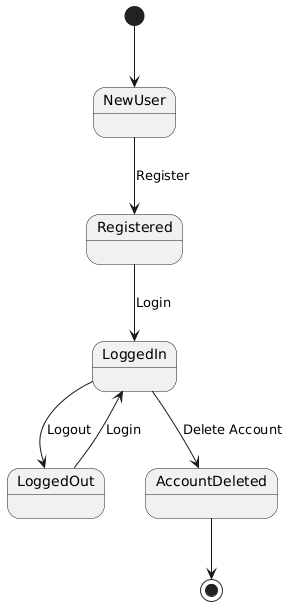 NewUser
Register
Registered
Login
LoggedIn
Logout
Login
Delete Account
LoggedOut
AccountDeleted